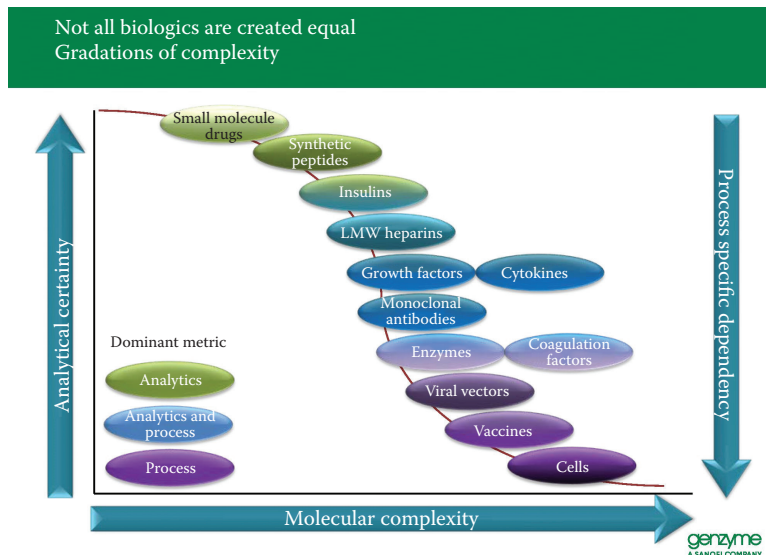 Not all biologics are created equal
Gradations of complexity
Small molecule
drugs
Synthetic
peptides
Insulins
LMW heparins
Growth factors
Cytokines
Monoclonal
antibodies
Enzymes
Coagulation
factors
Viral vectors
Vaccines
Cells
Dominant metric
Analytics
Analytics and
process
Process
Analytical certainty
Process specific dependency
Molecular complexity
genzyme
A SANOFI COMPANY